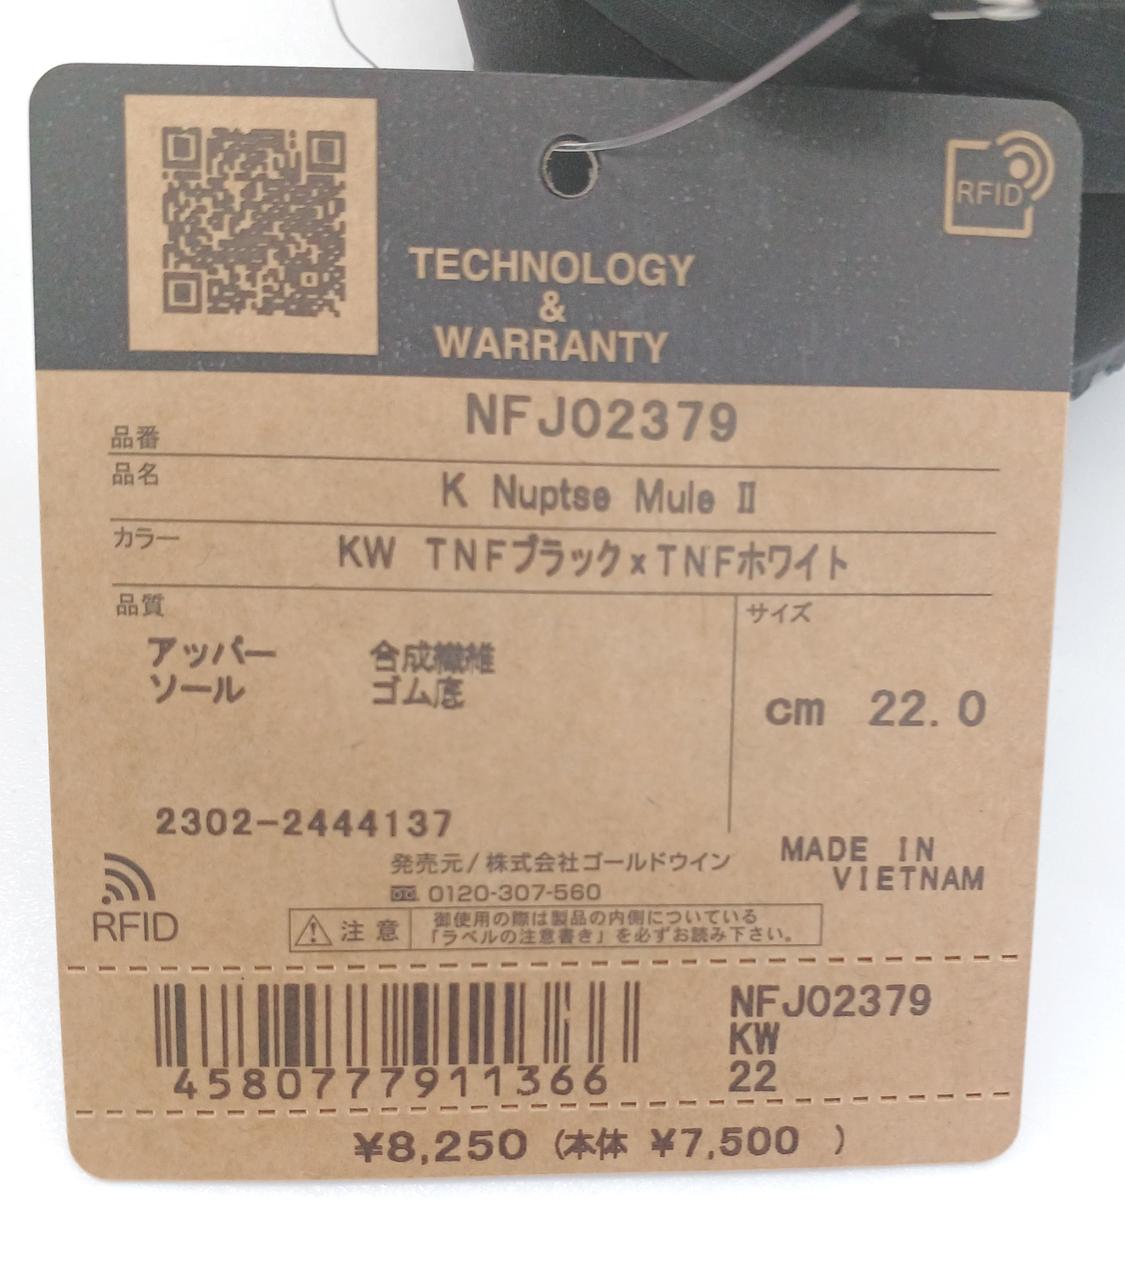 RFID
TECHNOLOGY
&
WARRANTY
品番 NFJ02379
品名 K Nuptse Mule Ⅱ
カラー KW TNFブラック x TNFホワイト
品質 サイズ
アッパー 合成繊維
ソール ゴム底
cm 22.0
2302-2444137
MADE IN
VIETNAM
発売元/株式会社ゴールドウイン
0120-307-560
RFID
注意 御使用の際は製品の内側についている
「ラベルの注意書き」を必ずお読み下さい。
4580777911366
NFJ02379
KW
22
¥8,250 (本体 ¥7,500 )